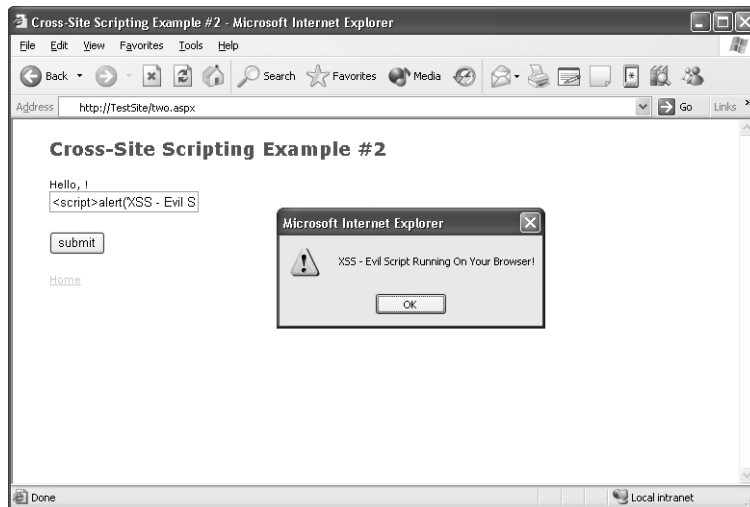 Cross-Site Scripting Example #2 - Microsoft Internet Explorer
File Edit View Favorites Tools Help
Back Search Favorites Media
Address http://TestSite/two.aspx Go Links »
Cross-Site Scripting Example #2
Hello, !
<script>alert('XSS - Evil S
submit
Home
Microsoft Internet Explorer
XSS - Evil Script Running On Your Browser!
OK
Done Local intranet